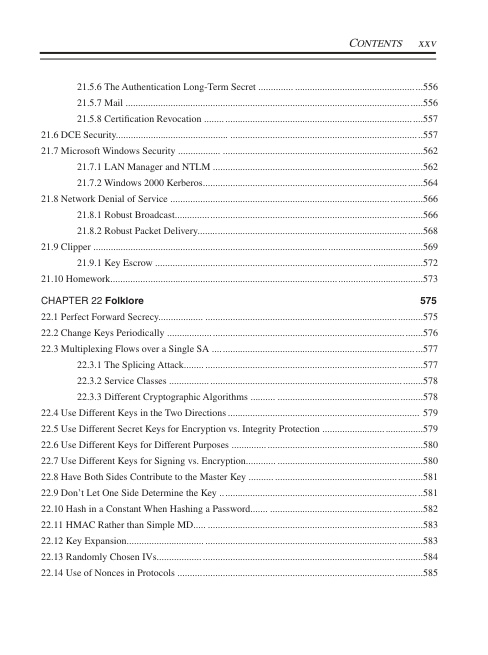 CONTENTS xxv
21.5.6 The Authentication Long-Term Secret ...........................................................556
21.5.7 Mail ...........................................................556
21.5.8 Certification Revocation ...........................................................557
21.6 DCE Security...........................................................557
21.7 Microsoft Windows Security ...........................................................562
21.7.1 LAN Manager and NTLM ...........................................................562
21.7.2 Windows 2000 Kerberos...........................................................564
21.8 Network Denial of Service ...........................................................566
21.8.1 Robust Broadcast...........................................................566
21.8.2 Robust Packet Delivery...........................................................568
21.9 Clipper ...........................................................569
21.9.1 Key Escrow ...........................................................572
21.10 Homework...........................................................573
CHAPTER 22 Folklore 575
22.1 Perfect Forward Secrecy...........................................................575
22.2 Change Keys Periodically ...........................................................576
22.3 Multiplexing Flows over a Single SA ...........................................................577
22.3.1 The Splicing Attack...........................................................577
22.3.2 Service Classes ...........................................................578
22.3.3 Different Cryptographic Algorithms ...........................................................578
22.4 Use Different Keys in the Two Directions ........................................................... 579
22.5 Use Different Secret Keys for Encryption vs. Integrity Protection ........................................579
22.6 Use Different Keys for Different Purposes ...........................................................580
22.7 Use Different Keys for Signing vs. Encryption...........................................................580
22.8 Have Both Sides Contribute to the Master Key ...........................................................581
22.9 Don’t Let One Side Determine the Key ...........................................................581
22.10 Hash in a Constant When Hashing a Password...........................................................582
22.11 HMAC Rather than Simple MD...........................................................583
22.12 Key Expansion...........................................................583
22.13 Randomly Chosen IVs...........................................................584
22.14 Use of Nonces in Protocols ...........................................................585